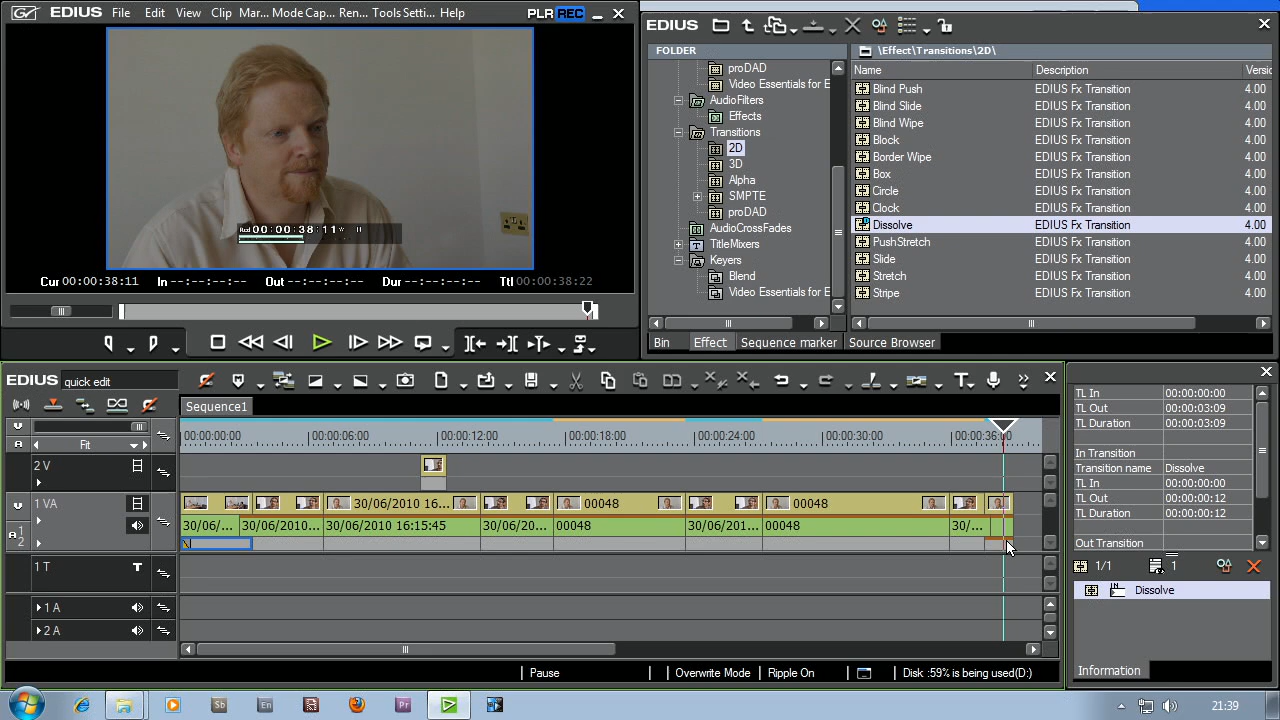 EDIUS File Edit View Clip Mar... Mode Cap... Ren... Tools Setti... Help PLR REC
Rcd 00:00:38:11
Cur 00:00:38:11 In --:--:--:-- Out --:--:--:-- Dur --:--:--:-- Ttl 00:00:38:22
EDIUS
FOLDER
\Effect\Transitions\2D\
proDAD
Video Essentials for E
AudioFilters
Effects
Transitions
2D
3D
Alpha
SMPTE
proDAD
AudioCrossFades
TitleMixers
Keyers
Blend
Video Essentials for E
Name Description Versic
Blind Push EDIUS Fx Transition 4.00
Blind Slide EDIUS Fx Transition 4.00
Blind Wipe EDIUS Fx Transition 4.00
Block EDIUS Fx Transition 4.00
Border Wipe EDIUS Fx Transition 4.00
Box EDIUS Fx Transition 4.00
Circle EDIUS Fx Transition 4.00
Clock EDIUS Fx Transition 4.00
Dissolve EDIUS Fx Transition 4.00
PushStretch EDIUS Fx Transition 4.00
Slide EDIUS Fx Transition 4.00
Stretch EDIUS Fx Transition 4.00
Stripe EDIUS Fx Transition 4.00
Bin Effect Sequence marker Source Browser
EDIUS quick edit
Sequence1
Fit
00:00:00:00 00:00:06:00 00:00:12:00 00:00:18:00 00:00:24:00 00:00:30:00 00:00:36:00
2 V
1 VA
30/06/2010 16... 00048 00048
30/06/... 30/06/2010... 30/06/2010 16:15:45 30/06/20... 00048 30/06/201... 00048 30/...
A 1 2
1 T T
1 A
2 A
Pause Overwrite Mode Ripple On Disk :59% is being used(D:)
TL In 00:00:00:00
TL Out 00:00:03:09
TL Duration 00:00:03:09
In Transition
Transition name Dissolve
TL In 00:00:00:00
TL Out 00:00:00:12
TL Duration 00:00:00:12
Out Transition
1/1 1
Dissolve
Information
Sb En Pr 21:39